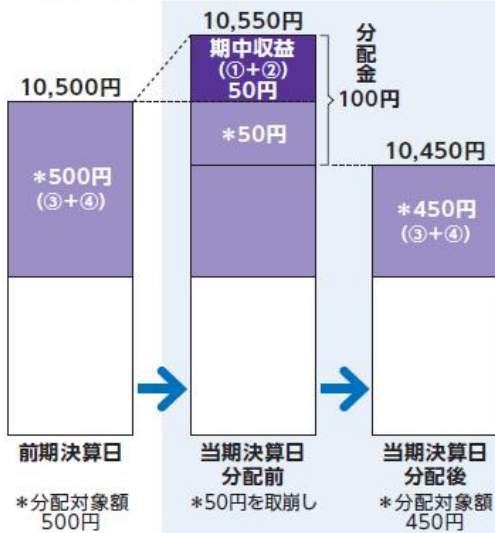 10,550円
期中収益
(①+②)
50円
分配金
100円
10,500円
*50円
10,450円
*500円
(③+④)
*450円
(③+④)
前期決算日
当期決算日
分配前
当期決算日
分配後
*分配対象額
500円
*50円を取崩し
*分配対象額
450円